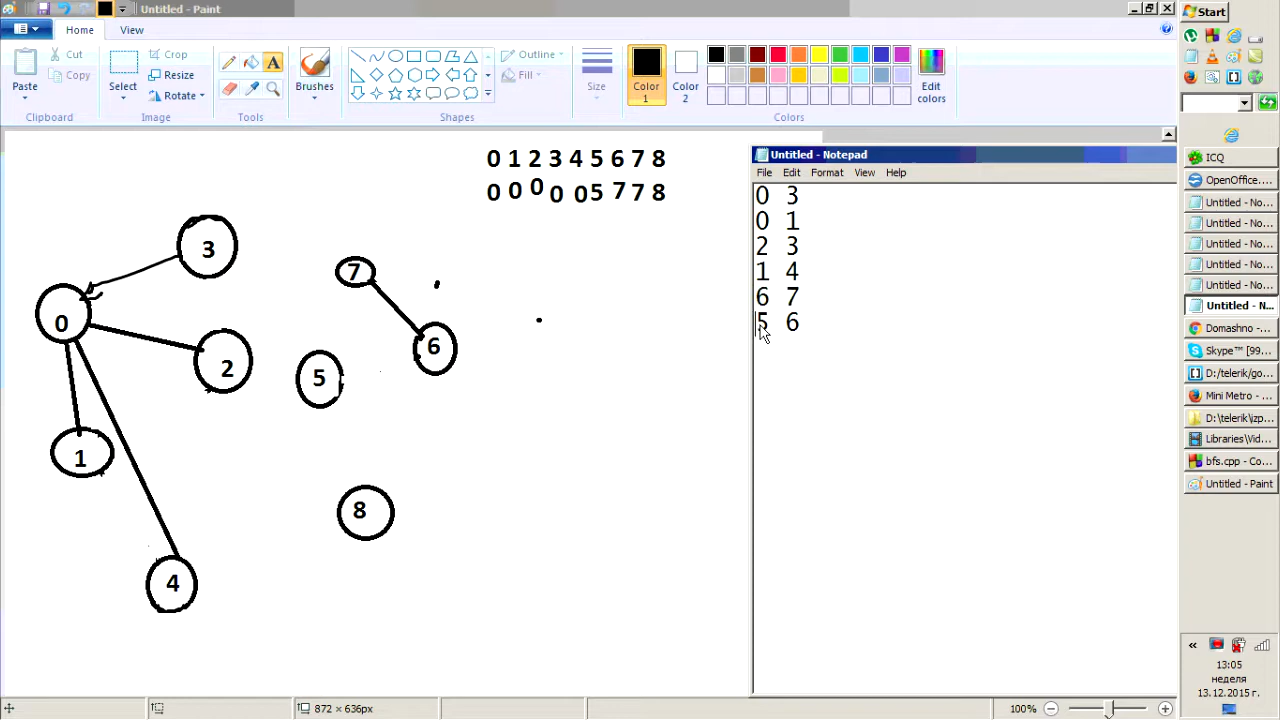 Untitled - Paint
Home View
Paste
Cut
Copy
Clipboard
Select
Crop
Resize
Rotate
Image
Tools
Brushes
Outline
Fill
Shapes
Size
Color 1
Color 2
Edit colors
Colors
0 1 2 3 4 5 6 7 8
0 0 0 0 0 5 7 7 8
3
0
2
1
4
7
6
5
8
Untitled - Notepad
File Edit Format View Help
0 3
0 1
2 3
1 4
6 7
5 6
872 × 636px
100%
Start
ICQ
OpenOffice.
Untitled - No...
Untitled - No...
Untitled - No...
Untitled - No...
Untitled - No...
Untitled - N...
Domashno -...
Skype™ [99...
D:/telerik/go...
Mini Metro -...
D:\telerik\izp...
Libraries\Vid...
bfs.cpp - Co...
Untitled - Paint
13:05
неделя
13.12.2015 г.